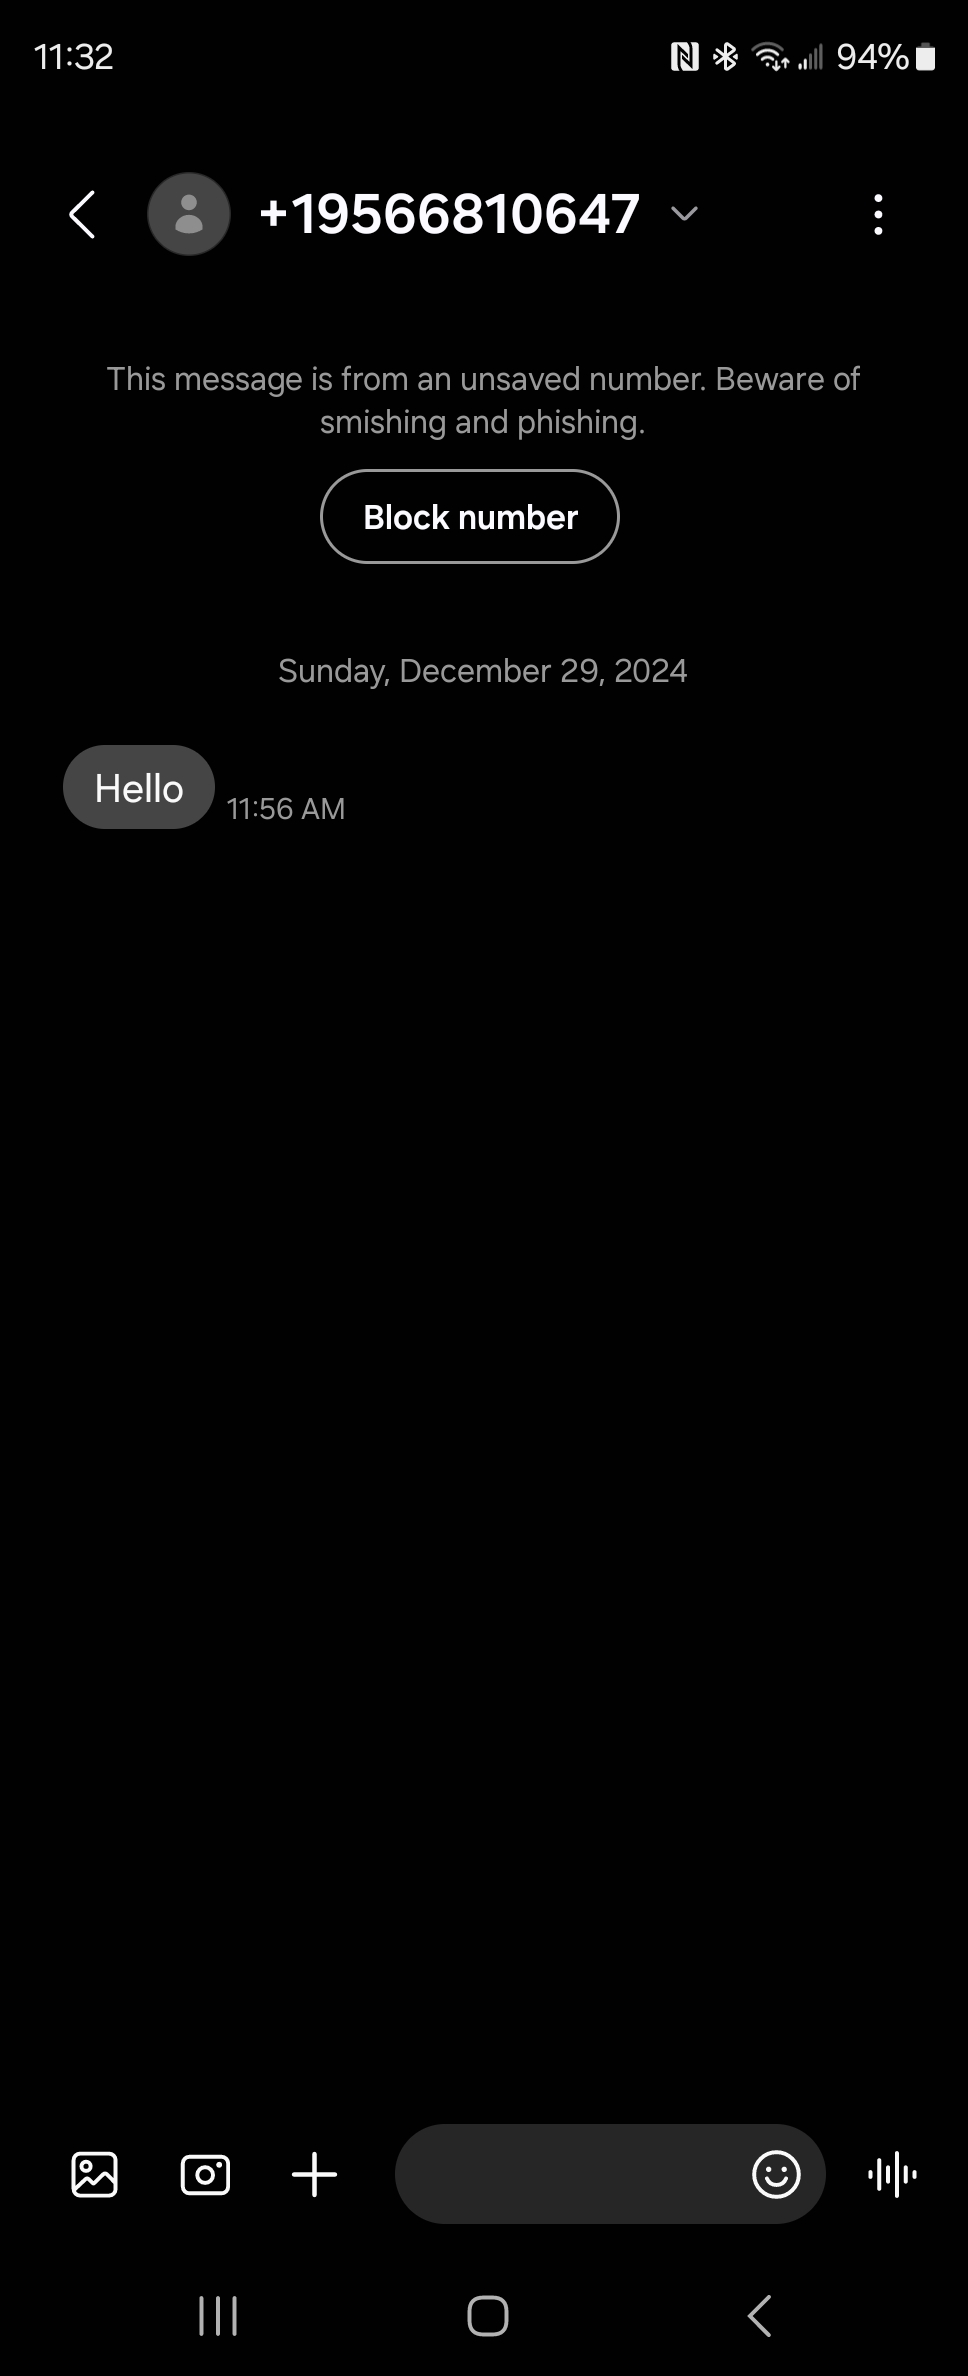 11:32 94%
+19566810647
This message is from an unsaved number. Beware of
smishing and phishing.
Block number
Sunday, December 29, 2024
Hello
11:56 AM